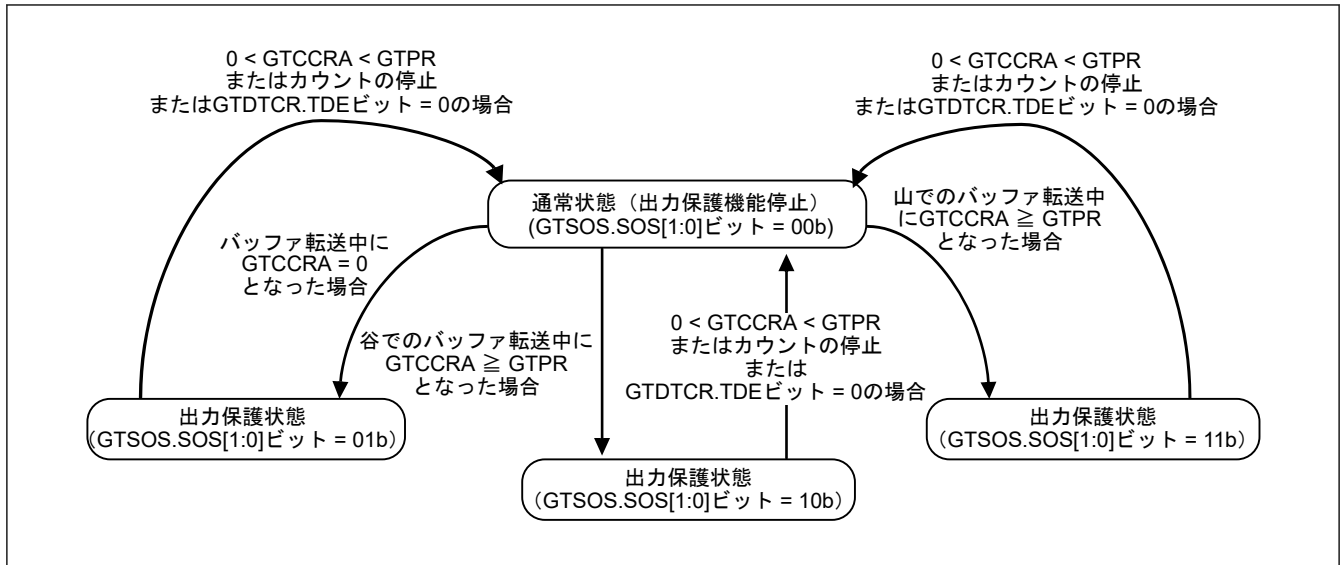 0 < GTCCRA < GTPR
またはカウントの停止
またはGTDTCR.TDEビット = 0の場合
0 < GTCCRA < GTPR
またはカウントの停止
またはGTDTCR.TDEビット = 0の場合
通常状態（出力保護機能停止）
(GTSOS.SOS[1:0]ビット = 00b)
山でのバッファ転送中
にGTCCRA ≧ GTPR
となった場合
バッファ転送中に
GTCCRA = 0
となった場合
谷でのバッファ転送中に
GTCCRA ≧ GTPR
となった場合
0 < GTCCRA < GTPR
またはカウントの停止
または
GTDTCR.TDEビット = 0の場合
出力保護状態
（GTSOS.SOS[1:0]ビット = 01b）
出力保護状態
（GTSOS.SOS[1:0]ビット = 10b）
出力保護状態
（GTSOS.SOS[1:0]ビット = 11b）